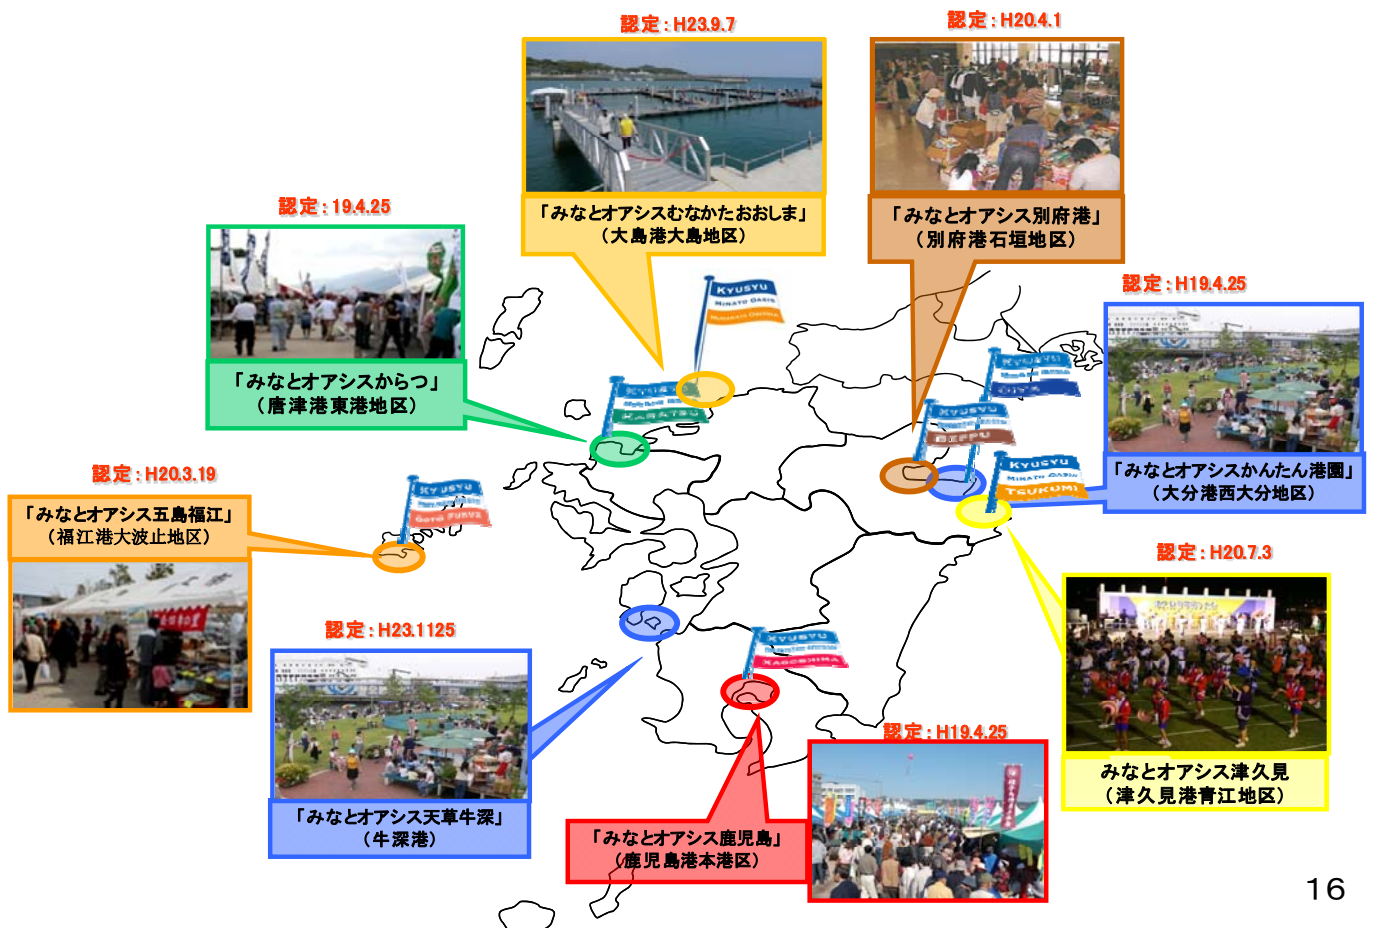 認定：H23.9.7
「みなとオアシスむなかたおおしま」
（大島港大島地区）
認定：H20.4.1
「みなとオアシス別府港」
（別府港石垣地区）
認定：19.4.25
「みなとオアシスからつ」
（唐津港東港地区）
認定：H19.4.25
「みなとオアシスかんたん港園」
（大分港西大分地区）
認定：H20.3.19
「みなとオアシス五島福江」
（福江港大波止地区）
認定：H20.7.3
みなとオアシス津久見
（津久見港青江地区）
認定：H23.1125
「みなとオアシス天草牛深」
（牛深港）
認定：H19.4.25
「みなとオアシス鹿児島」
（鹿児島港本港区）
KYUSYU
MINATO OASIS
KYUSYU
KARATSU
KYUSYU
KYUSYU
BEPPU
KYUSYU
MINATO OASIS
TSUKUMI
KYUSYU
KYUSYU
KAGOSHIMA
16